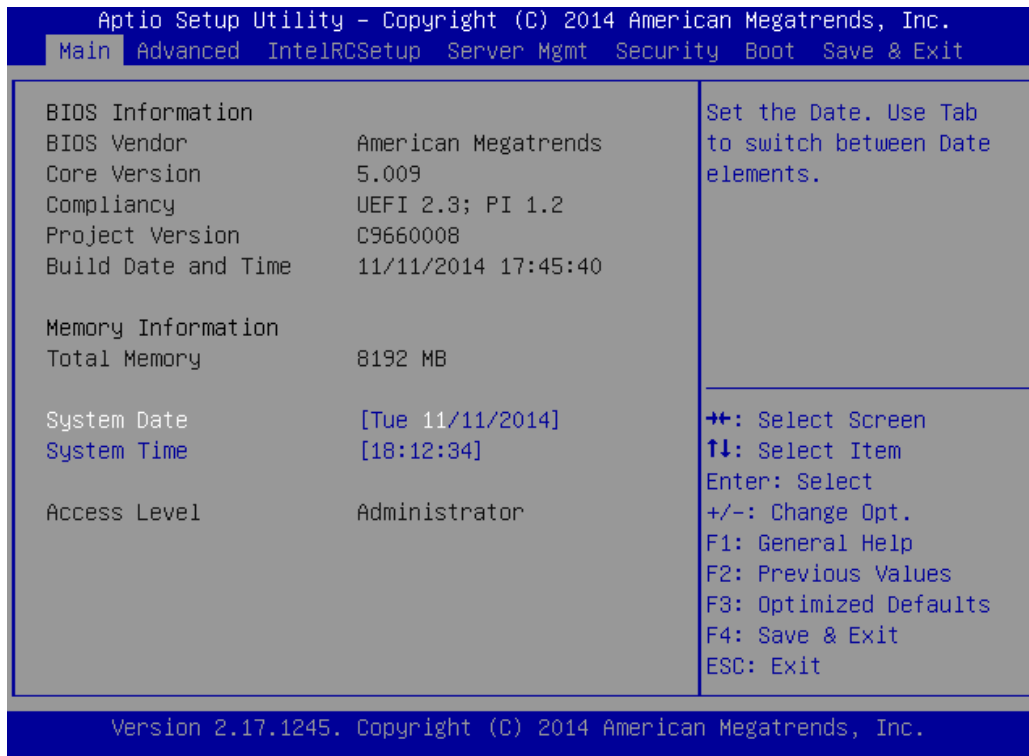 Aptio Setup Utility - Copyright (C) 2014 American Megatrends, Inc.
Main Advanced IntelRCSetup Server Mgmt Security Boot Save & Exit
BIOS Information
BIOS Vendor American Megatrends
Core Version 5.009
Compliancy UEFI 2.3; PI 1.2
Project Version C9660008
Build Date and Time 11/11/2014 17:45:40
Memory Information
Total Memory 8192 MB
System Date [Tue 11/11/2014]
System Time [18:12:34]
Access Level Administrator
Set the Date. Use Tab
to switch between Date
elements.
→←: Select Screen
↑↓: Select Item
Enter: Select
+/-: Change Opt.
F1: General Help
F2: Previous Values
F3: Optimized Defaults
F4: Save & Exit
ESC: Exit
Version 2.17.1245. Copyright (C) 2014 American Megatrends, Inc.